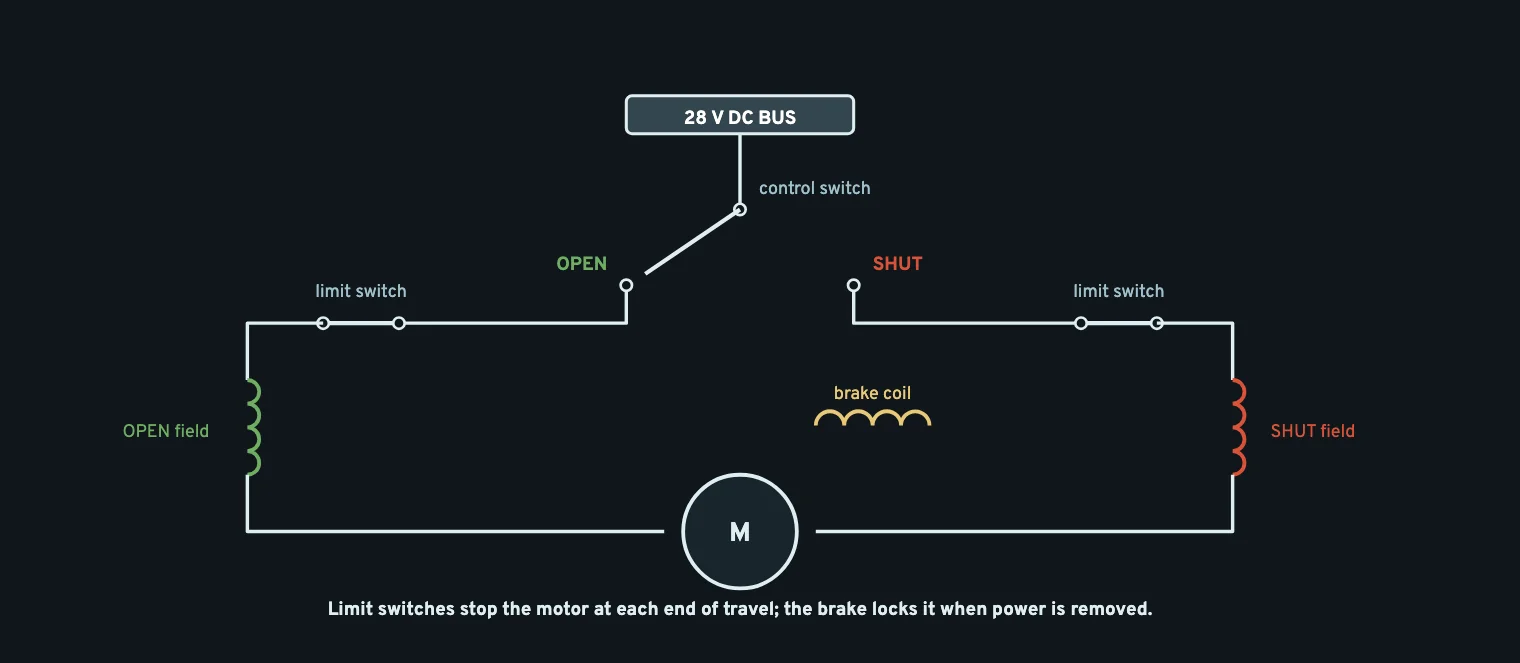 28 V DC BUS
control switch
OPEN
SHUT
limit switch
limit switch
brake coil
OPEN field
SHUT field
M
Limit switches stop the motor at each end of travel; the brake locks it when power is removed.